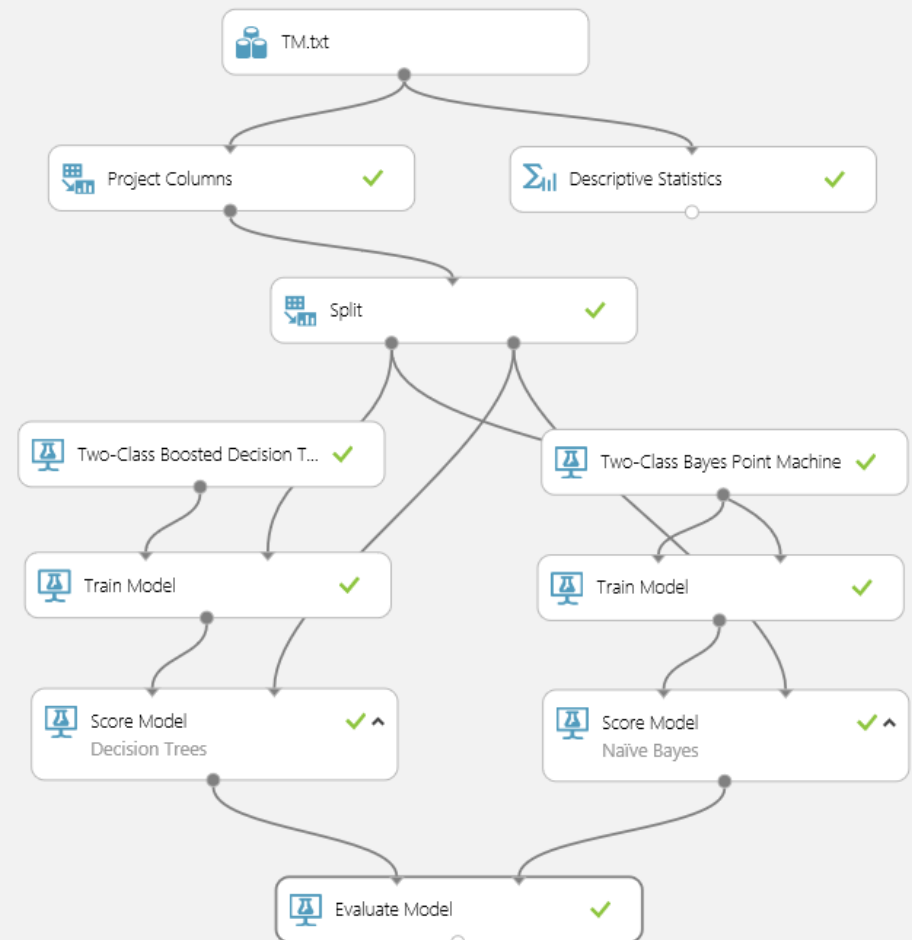 TM.txt
Project Columns
Descriptive Statistics
Split
Two-Class Boosted Decision T...
Two-Class Bayes Point Machine
Train Model
Train Model
Score Model
Decision Trees
Score Model
Naïve Bayes
Evaluate Model